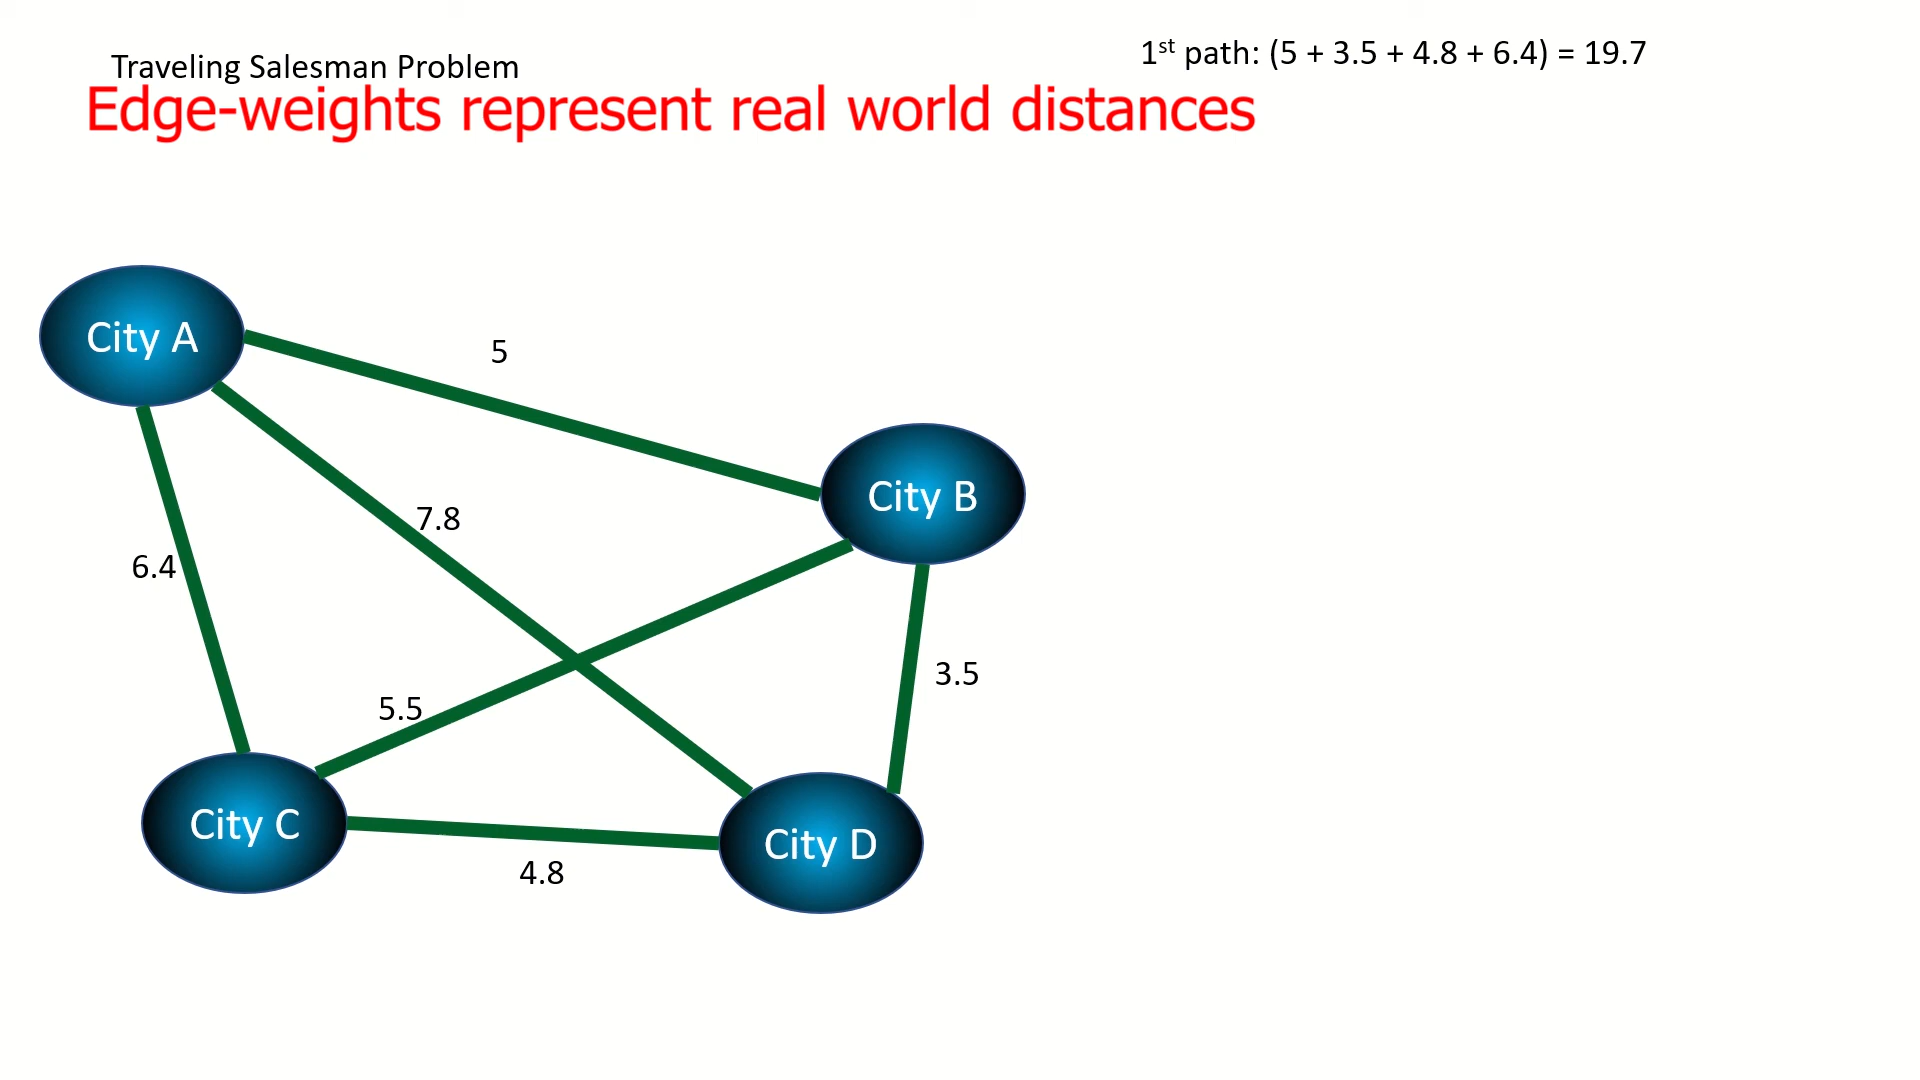 Traveling Salesman Problem
1st path: (5 + 3.5 + 4.8 + 6.4) = 19.7
Edge-weights represent real world distances
City A
5
City B
7.8
6.4
3.5
5.5
City C
City D
4.8